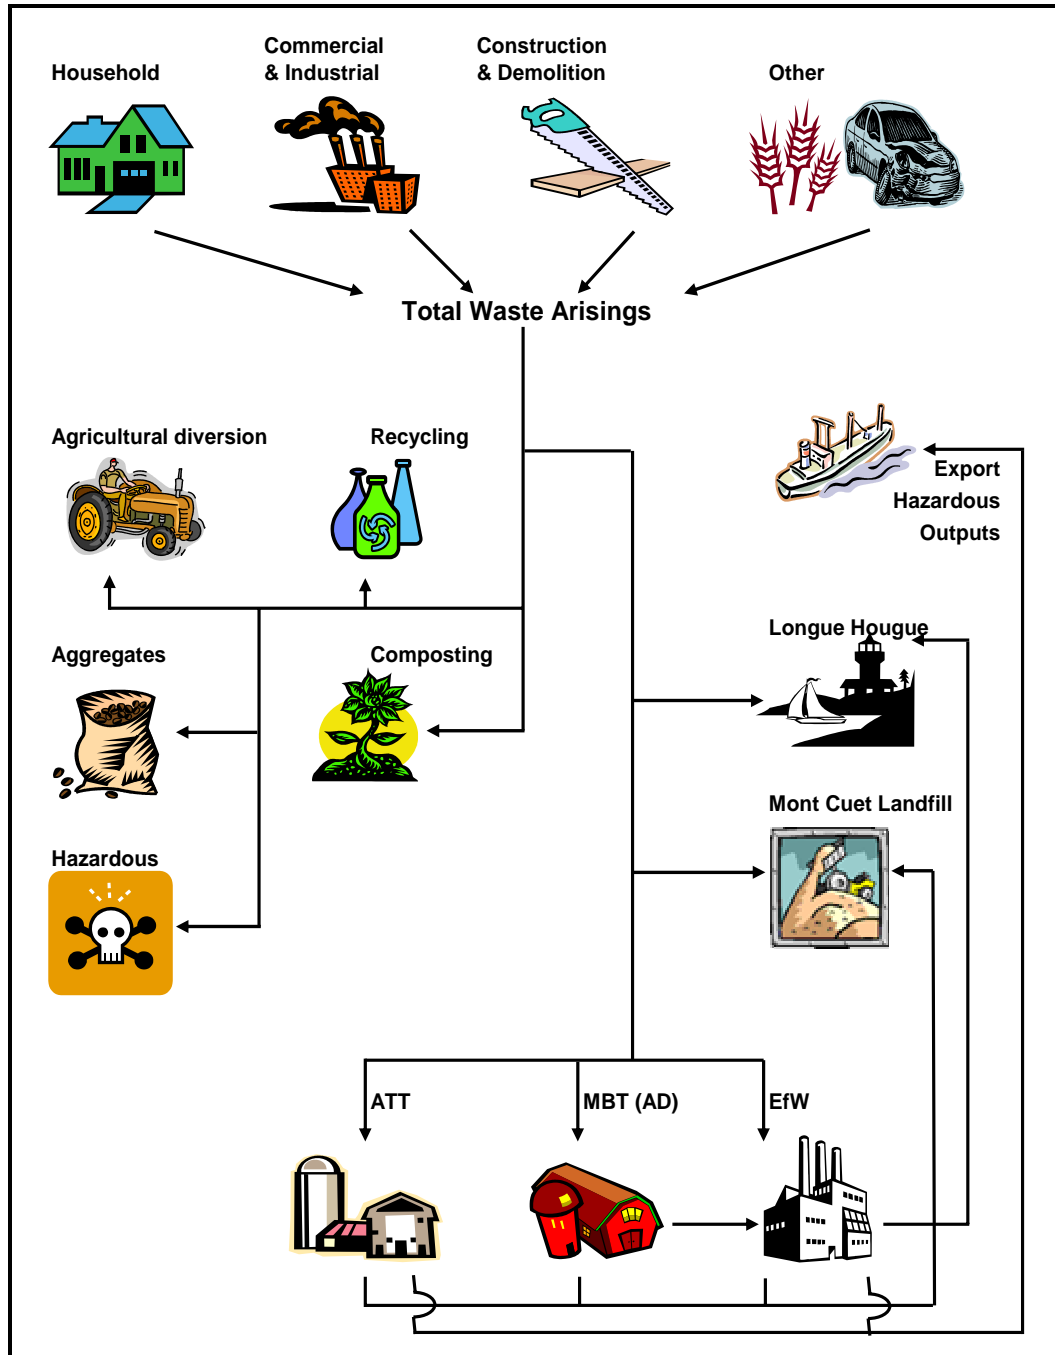 Household
Commercial
& Industrial
Construction
& Demolition
Other
Total Waste Arisings
Agricultural diversion
Recycling
Export
Hazardous
Outputs
Aggregates
Composting
Longue Hougue
Mont Cuet Landfill
Hazardous
ATT
MBT (AD)
EfW